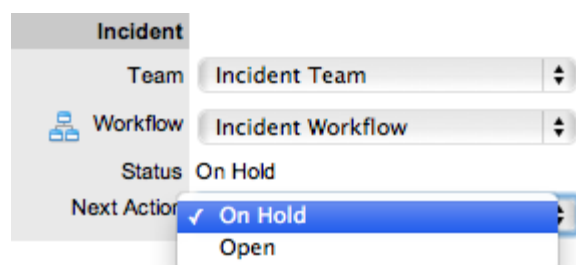 Incident
Team Incident Team
Workflow Incident Workflow
Status On Hold
Next Action ✓ On Hold
Open